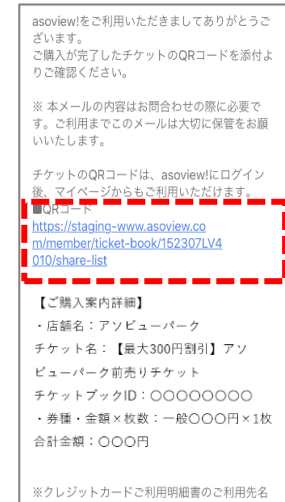 asoview!をご利用いただきましてありがとうご
ざいます。
ご購入が完了したチケットのQRコードを添付よ
りご確認ください。
※ 本メールの内容はお問合わせの際に必要で
す。ご利用までこのメールは大切に保管をお願
いいたします。
チケットのQRコードは、asoview!にログイン
後、マイページからもご利用いただけます。
■QRコード
https://staging-www.asoview.co
m/member/ticket-book/152307LV4
010/share-list
【ご購入案内詳細】
・店舗名：アソビューパーク
チケット名：【最大300円割引】アソ
ビューパーク前売りチケット
チケットブックID：〇〇〇〇〇〇〇〇
・券種・金額×枚数：一般〇〇〇円×1枚
合計金額：〇〇〇円
※クレジットカードご利用明細書のご利用先名